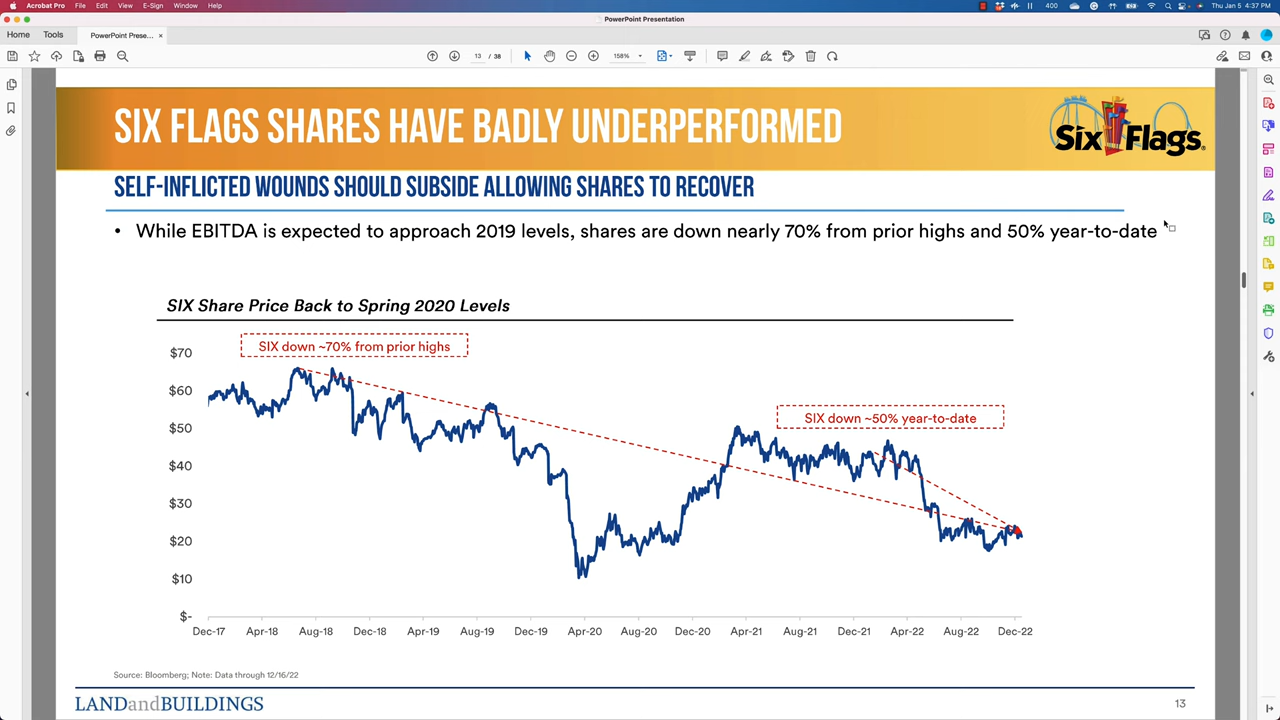 Acrobat Pro File Edit View E-Sign Window Help 400 Thu Jan 5 4:37 PM
PowerPoint Presentation
Home Tools PowerPoint Prese... ×
13 / 38 158%
SIX FLAGS SHARES HAVE BADLY UNDERPERFORMED
Six Flags
SELF-INFLICTED WOUNDS SHOULD SUBSIDE ALLOWING SHARES TO RECOVER
• While EBITDA is expected to approach 2019 levels, shares are down nearly 70% from prior highs and 50% year-to-date
SIX Share Price Back to Spring 2020 Levels
SIX down ~70% from prior highs
$70
$60
SIX down ~50% year-to-date
$50
$40
$30
$20
$10
$-
Dec-17 Apr-18 Aug-18 Dec-18 Apr-19 Aug-19 Dec-19 Apr-20 Aug-20 Dec-20 Apr-21 Aug-21 Dec-21 Apr-22 Aug-22 Dec-22
Source: Bloomberg; Note: Data through 12/16/22
LANDandBUILDINGS 13